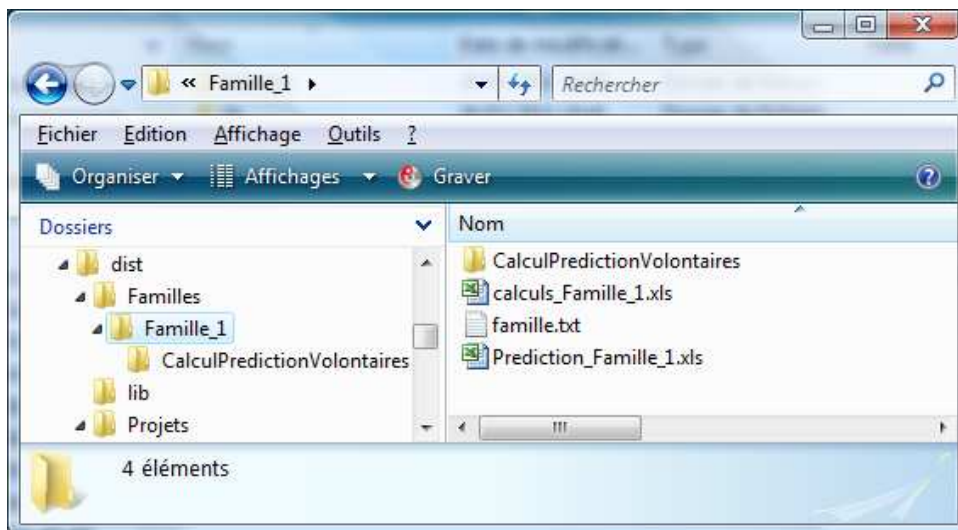 « Famille_1
Rechercher
Fichier Edition Affichage Outils ?
Organiser Affichages Graver
Dossiers
dist
Familles
Famille_1
CalculPredictionVolontaires
lib
Projets
Nom
CalculPredictionVolontaires
calculs_Famille_1.xls
famille.txt
Prediction_Famille_1.xls
4 éléments